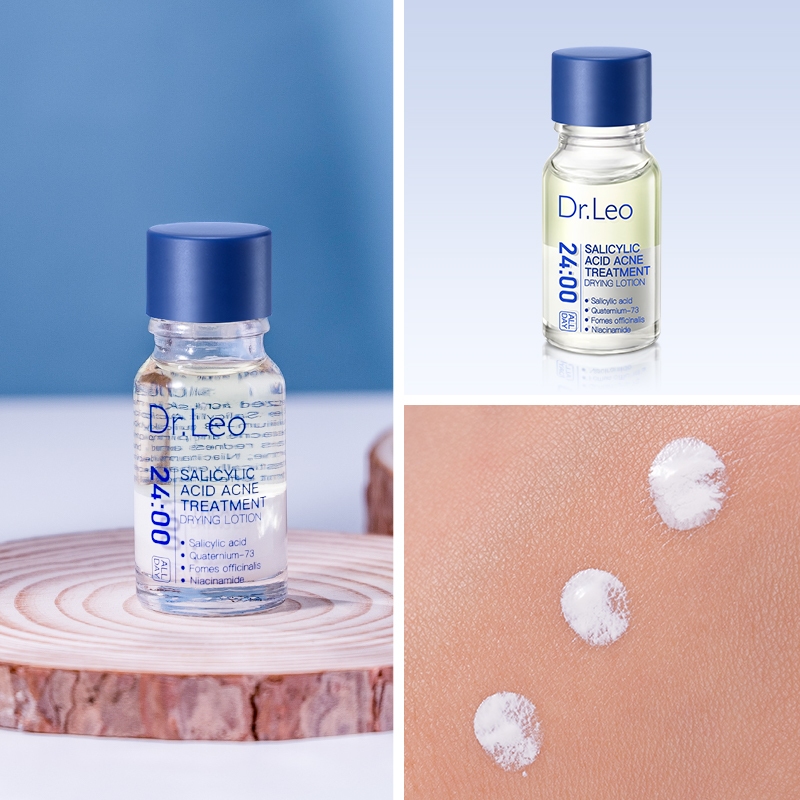 Dr.Leo
24:00
ALL DAY
SALICYLIC
ACID ACNE
TREATMENT
DRYING LOTION
• Salicylic acid
• Quaternium-73
• Fomes officinalis
• Niacinamide
Dr.Leo
24:00
ALL DAY
SALICYLIC
ACID ACNE
TREATMENT
DRYING LOTION
• Salicylic acid
• Quaternium-73
• Fomes officinalis
• Niacinamide